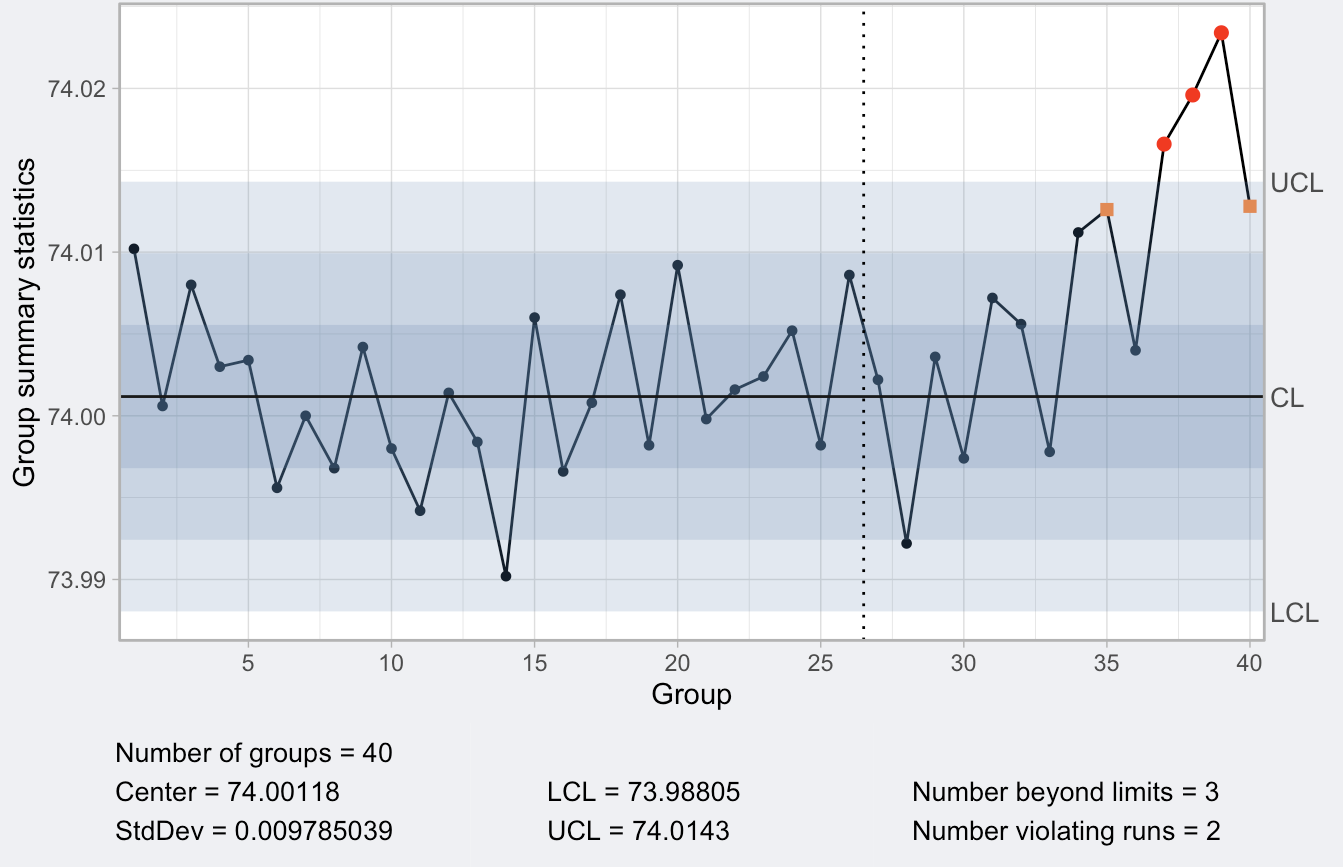 Group summary statistics
74.02
74.01
74.00
73.99
UCL
CL
LCL
5 10 15 20 25 30 35 40
Group
Number of groups = 40
Center = 74.00118 LCL = 73.98805 Number beyond limits = 3
StdDev = 0.009785039 UCL = 74.0143 Number violating runs = 2